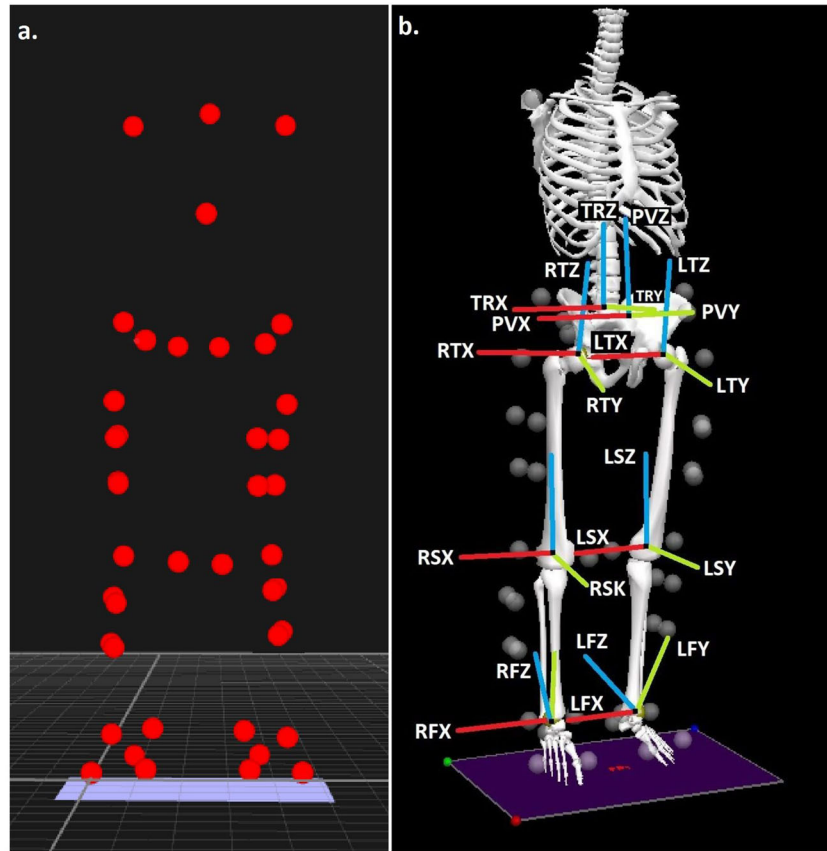 a.
b.
TRZ
PVZ
RTZ
LTZ
TRX
TRY
PVX
PVY
RTX
LTX
LTY
RTY
LSZ
RSX
LSX
LSY
RSK
RFZ
LFZ
LFY
RFX
LFX